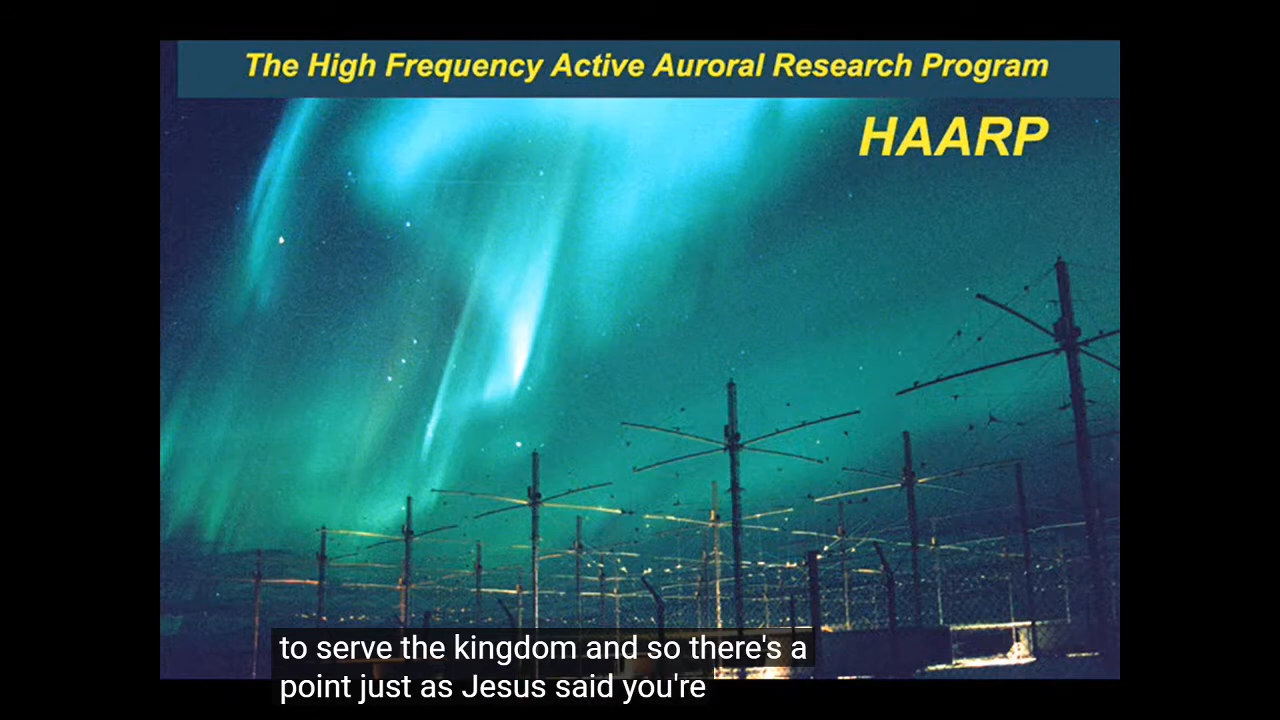 The High Frequency Active Auroral Research Program
HAARP
to serve the kingdom and so there's a
point just as Jesus said you're